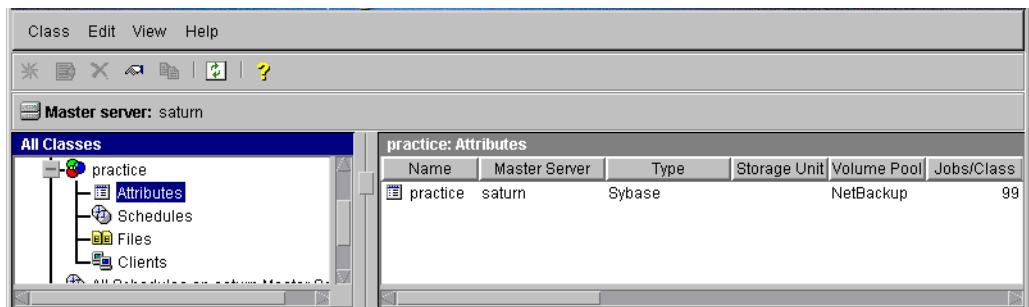 Class Edit View Help
?
Master server: saturn
All Classes
practice
Attributes
Schedules
Files
Clients
practice: Attributes
Name Master Server Type Storage Unit Volume Pool Jobs/Class
practice saturn Sybase NetBackup 99